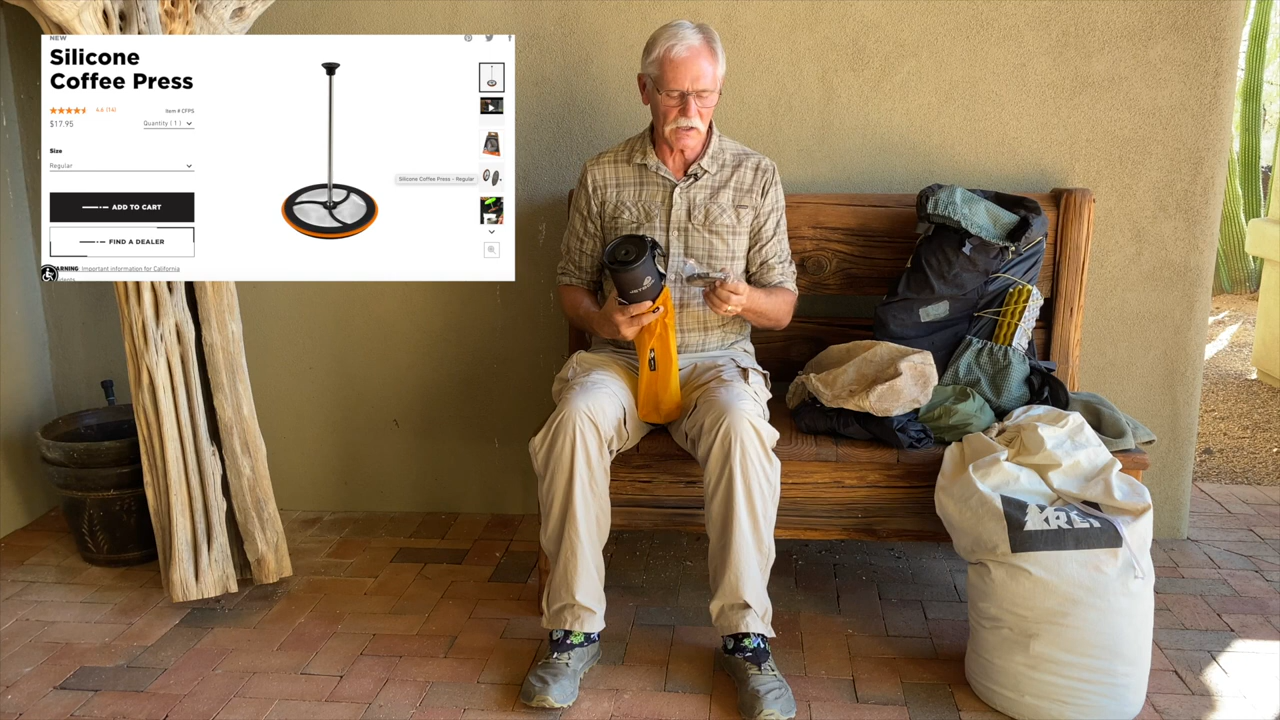 NEW
Silicone
Coffee Press
4.6 (14)
Item # CFPS
$17.95
Quantity ( 1 )
Size
Regular
Silicone Coffee Press - Regular
ADD TO CART
FIND A DEALER
WARNING: Important information for California
JETBOIL
REI